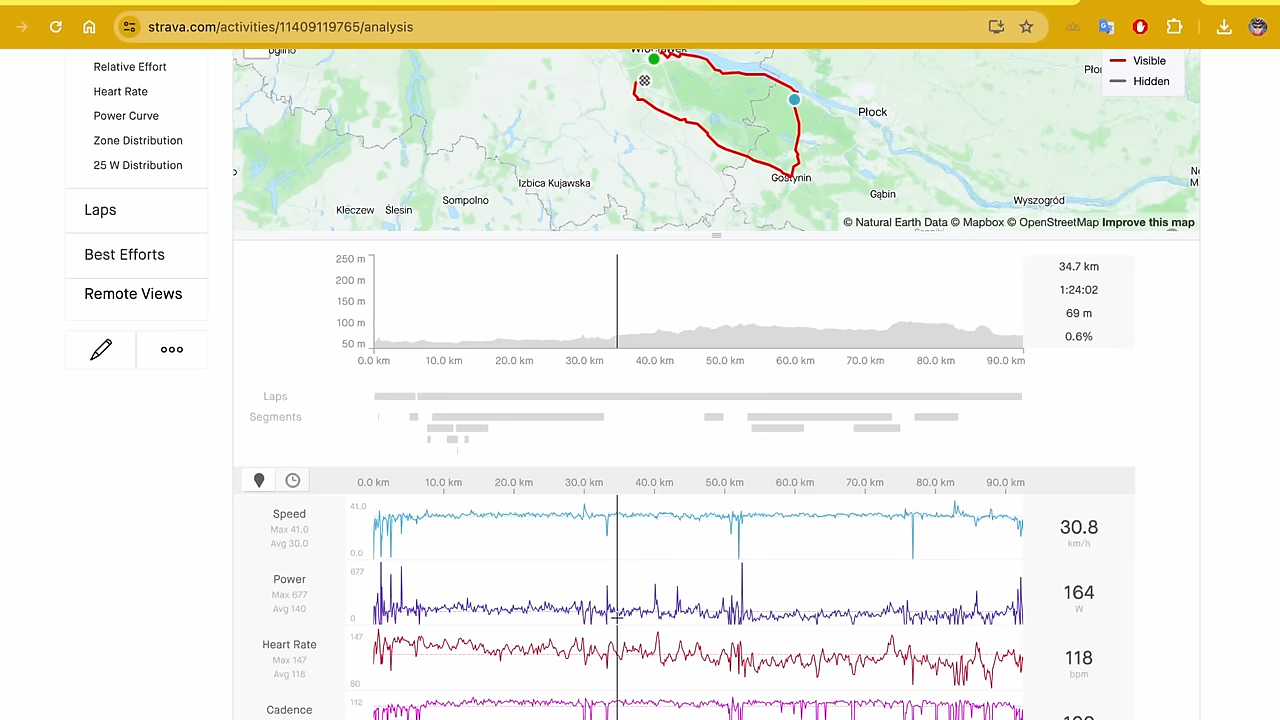 strava.com/activities/11409119765/analysis
Relative Effort
Heart Rate
Power Curve
Zone Distribution
25 W Distribution
Laps
Best Efforts
Remote Views
Visible
Hidden
Płock
Gostynin
Izbica Kujawska
Gąbin
Sompolno
Kleczew
Ślesin
Wyszogród
© Natural Earth Data © Mapbox © OpenStreetMap Improve this map
250 m
200 m
150 m
100 m
50 m
0.0 km 10.0 km 20.0 km 30.0 km 40.0 km 50.0 km 60.0 km 70.0 km 80.0 km 90.0 km
34.7 km
1:24:02
69 m
0.6%
Laps
Segments
0.0 km 10.0 km 20.0 km 30.0 km 40.0 km 50.0 km 60.0 km 70.0 km 80.0 km 90.0 km
Speed
Max 41.0
Avg 30.0
41.0
0.0
30.8
km/h
Power
Max 677
Avg 140
677
0
164
W
Heart Rate
Max 147
Avg 118
147
80
118
bpm
Cadence
112